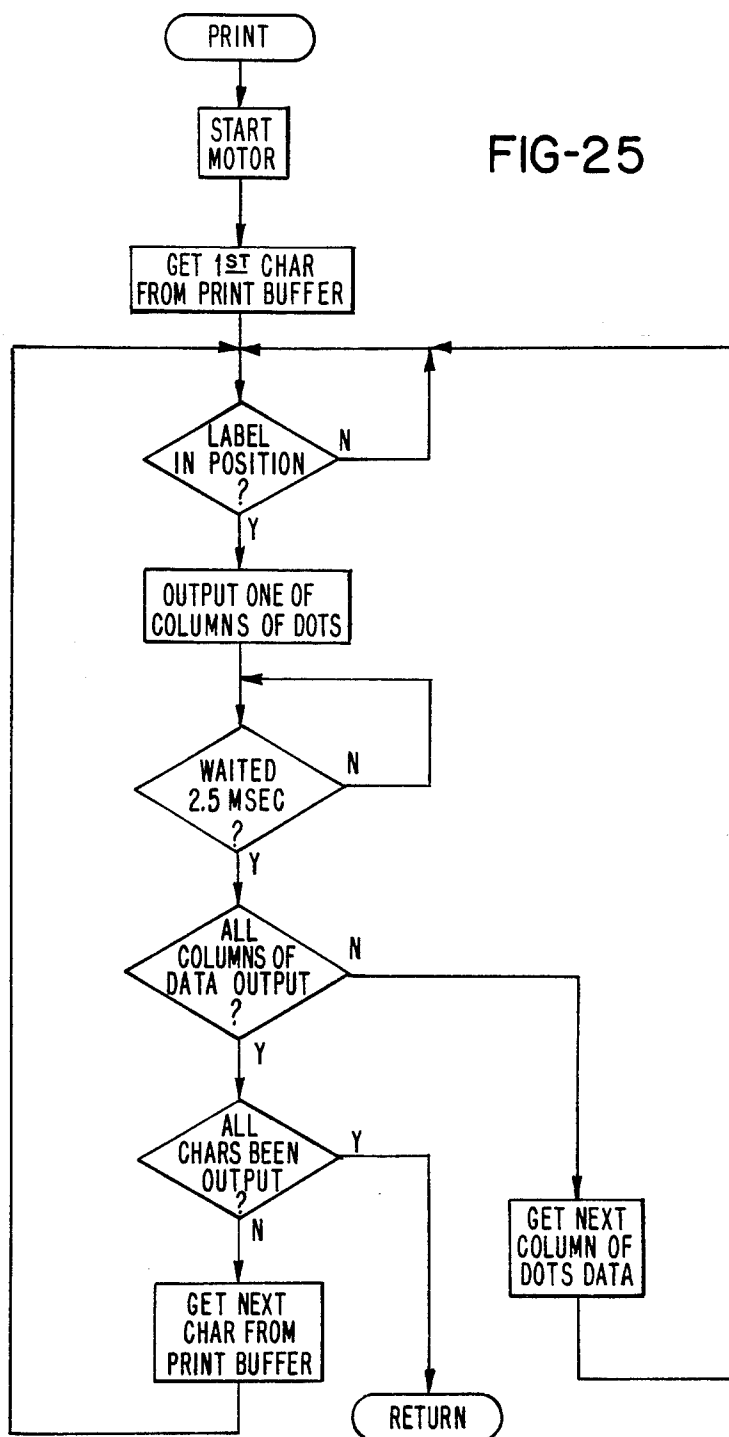 PRINT
START
MOTOR
FIG-25
GET 1ST CHAR
FROM PRINT BUFFER
LABEL
IN POSITION
?
N
Y
OUTPUT ONE OF
COLUMNS OF DOTS
WAITED
2.5 MSEC
?
N
Y
ALL
COLUMNS OF
DATA OUTPUT
?
N
Y
ALL
CHARS BEEN
OUTPUT
?
Y
N
GET NEXT
COLUMN OF
DOTS DATA
GET NEXT
CHAR FROM
PRINT BUFFER
RETURN